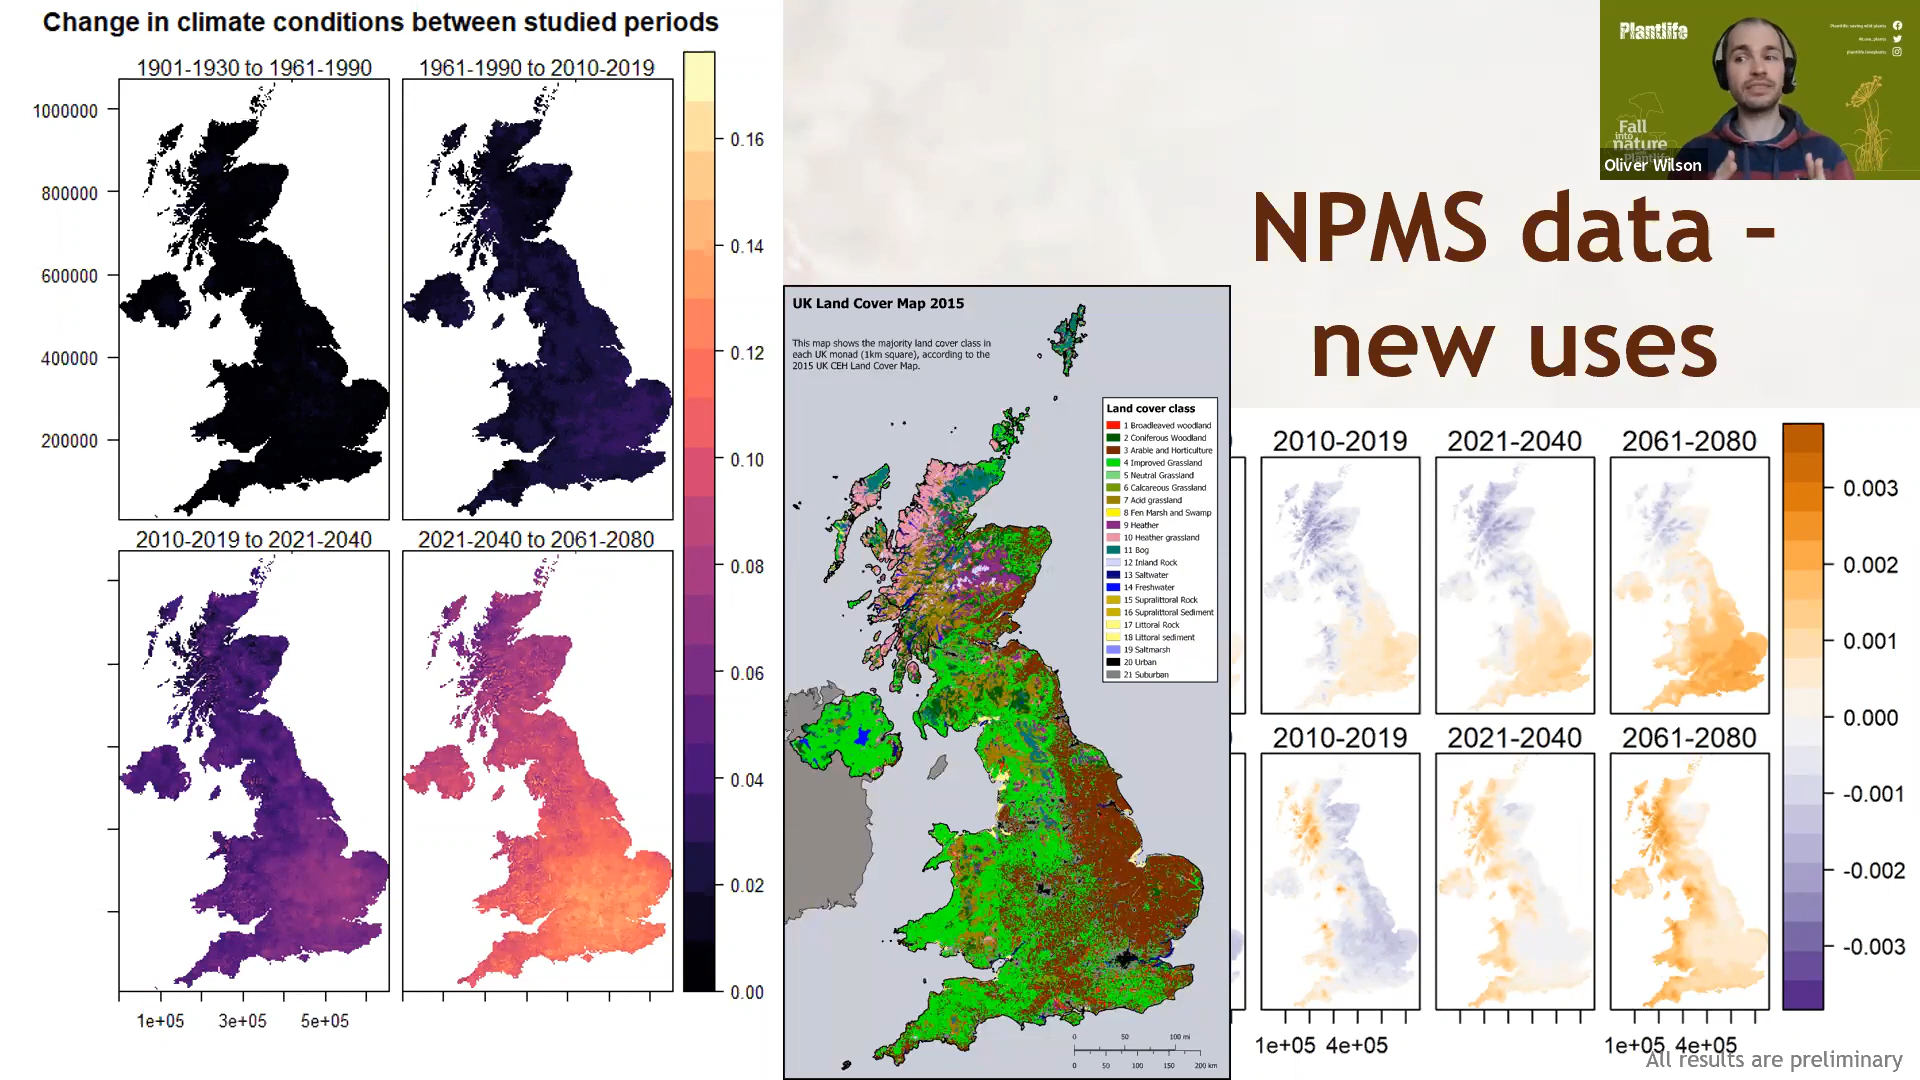 Change in climate conditions between studied periods
1901-1930 to 1961-1990
1961-1990 to 2010-2019
1000000
800000
600000
400000
200000
0.16
0.14
0.12
0.10
0.08
0.06
0.04
0.02
0.00
2010-2019 to 2021-2040
2021-2040 to 2061-2080
1e+05
3e+05
5e+05
UK Land Cover Map 2015
This map shows the majority land cover class in
each UK monad (1km square), according to the
2015 UK CEH Land Cover Map.
Land cover class
1 Broadleaved woodland
2 Coniferous Woodland
3 Arable and Horticulture
4 Improved Grassland
5 Neutral Grassland
6 Calcareous Grassland
7 Acid grassland
8 Fen Marsh and Swamp
9 Heather
10 Heather grassland
11 Bog
12 Inland Rock
13 Saltwater
14 Freshwater
15 Supralittoral Rock
16 Supralittoral Sediment
17 Littoral Rock
18 Littoral sediment
19 Saltmarsh
20 Urban
21 Suburban
0 50 100 mi
0 50 100 150 200 km
NPMS data -
new uses
Plantlife
Fall
into
nature
Oliver Wilson
2010-2019
2021-2040
2061-2080
2010-2019
2021-2040
2061-2080
0.003
0.002
0.001
0.000
-0.001
-0.002
-0.003
1e+05 4e+05
1e+05 4e+05
All results are preliminary